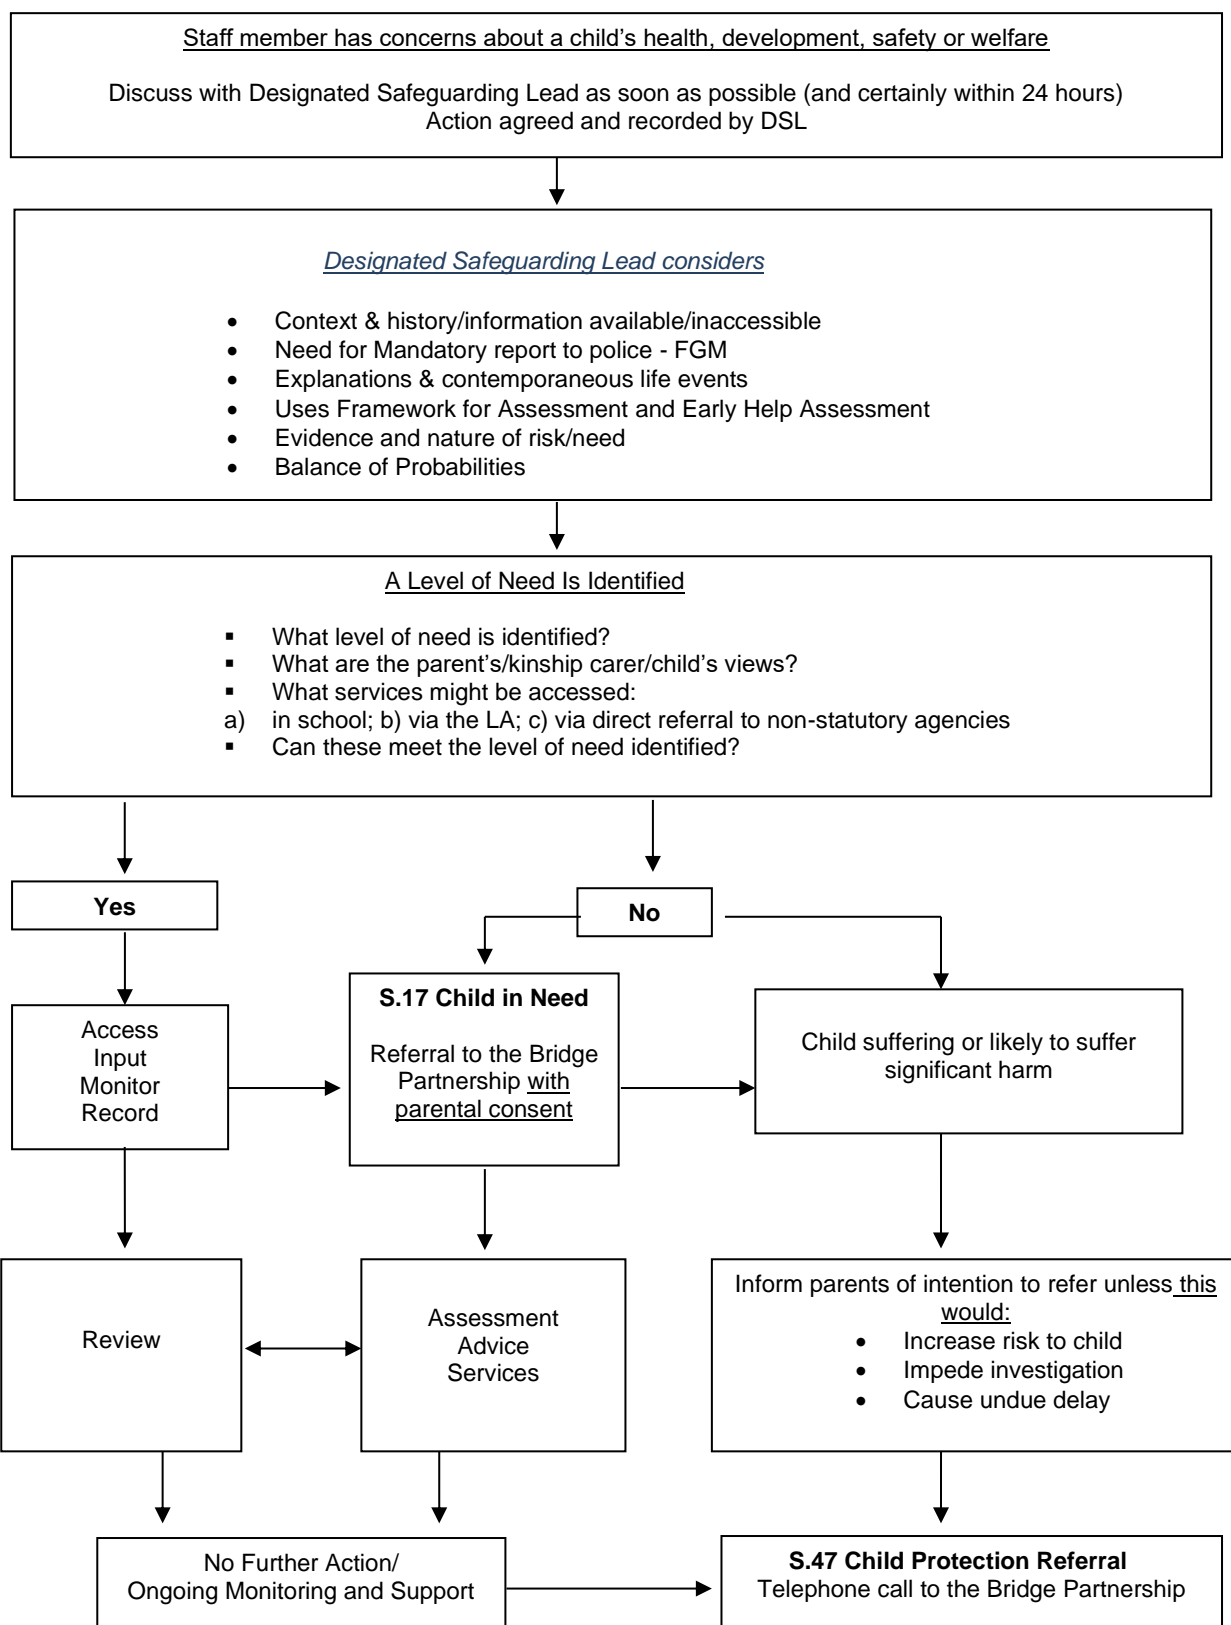 Staff member has concerns about a child’s health, development, safety or welfare
Discuss with Designated Safeguarding Lead as soon as possible (and certainly within 24 hours)
Action agreed and recorded by DSL
Designated Safeguarding Lead considers
• Context & history/information available/inaccessible
• Need for Mandatory report to police - FGM
• Explanations & contemporaneous life events
• Uses Framework for Assessment and Early Help Assessment
• Evidence and nature of risk/need
• Balance of Probabilities
A Level of Need Is Identified
▪ What level of need is identified?
▪ What are the parent’s/kinship carer/child’s views?
▪ What services might be accessed:
a) in school; b) via the LA; c) via direct referral to non-statutory agencies
▪ Can these meet the level of need identified?
Yes
No
Access
Input
Monitor
Record
S.17 Child in Need
Referral to the Bridge
Partnership with
parental consent
Child suffering or likely to suffer
significant harm
Review
Assessment
Advice
Services
Inform parents of intention to refer unless this
would:
• Increase risk to child
• Impede investigation
• Cause undue delay
No Further Action/
Ongoing Monitoring and Support
S.47 Child Protection Referral
Telephone call to the Bridge Partnership